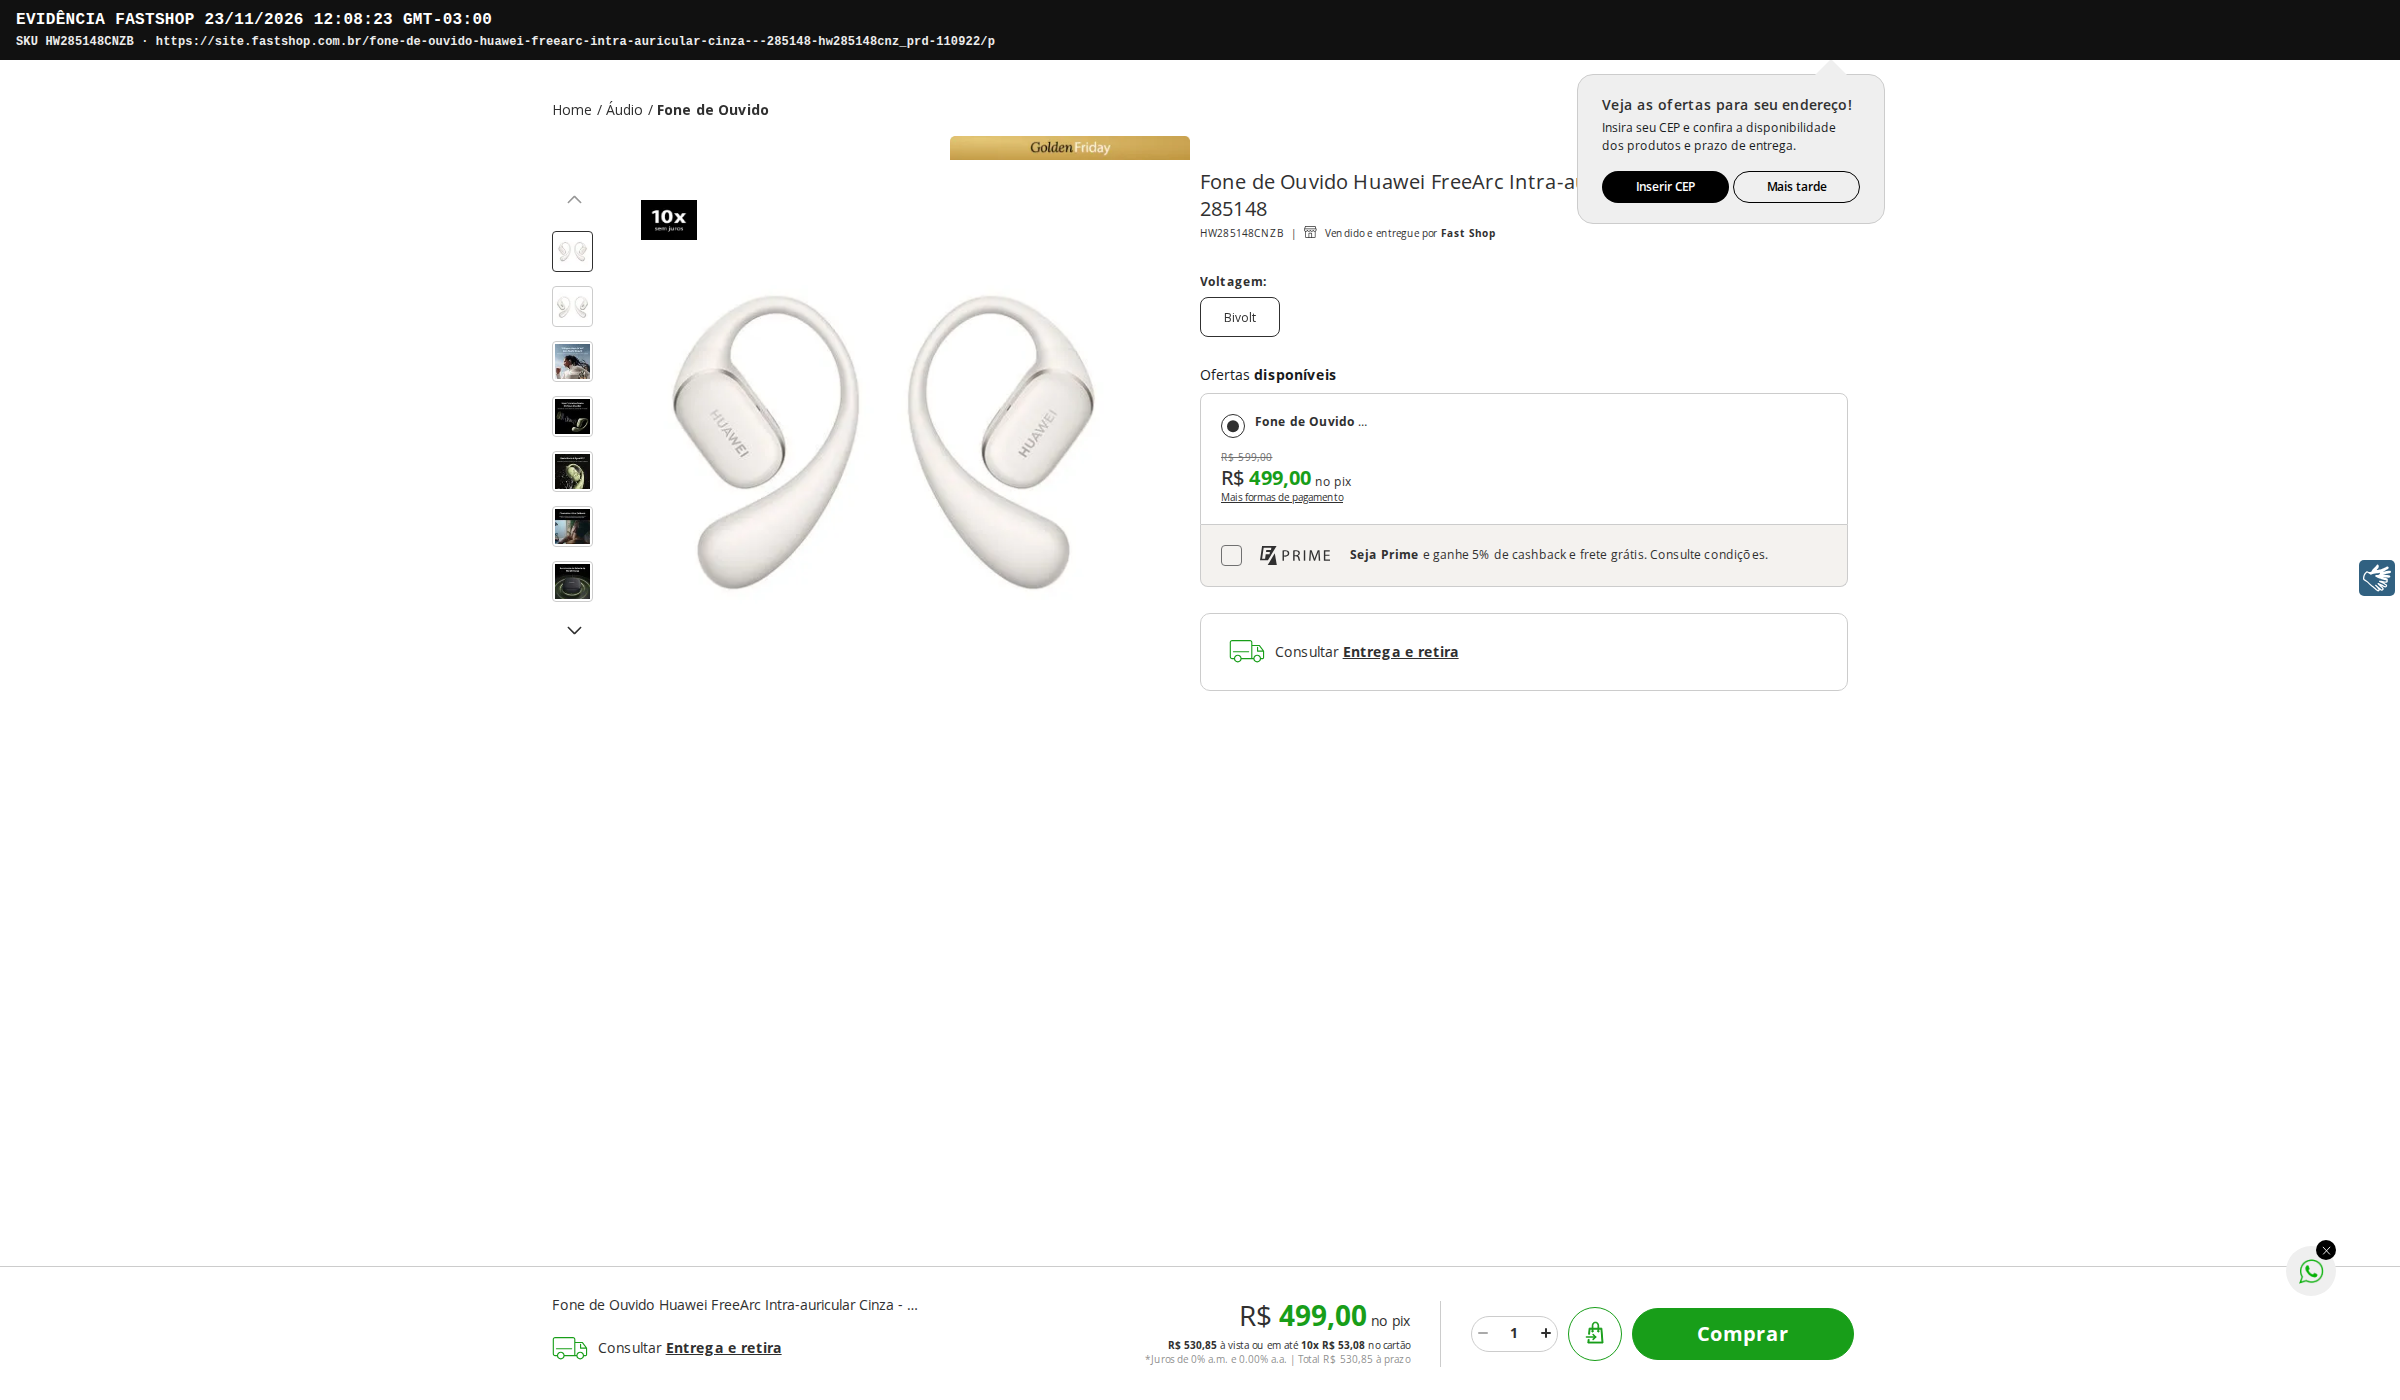 EVIDÊNCIA FASTSHOP 23/11/2026 12:08:23 GMT-03:00
SKU HW285148CNZB · https://site.fastshop.com.br/fone-de-ouvido-huawei-freearc-intra-auricular-cinza---285148-hw285148cnz_prd-110922/p
Veja as ofertas para seu endereço!
Insira seu CEP e confira a disponibilidade
dos produtos e prazo de entrega.
Inserir CEP
Mais tarde
Home / Áudio / Fone de Ouvido
Golden Friday
10x
sem juros
HUAWEI
HUAWEI
Fone de Ouvido Huawei FreeArc Intra-au
285148
HW285148CNZB | Vendido e entregue por Fast Shop
Voltagem:
Bivolt
Ofertas disponíveis
Fone de Ouvido ...
R$ 599,00
R$ 499,00 no pix
Mais formas de pagamento
PRIME Seja Prime e ganhe 5% de cashback e frete grátis. Consulte condições.
Consultar Entrega e retira
Fone de Ouvido Huawei FreeArc Intra-auricular Cinza - ...
Consultar Entrega e retira
R$ 499,00 no pix
R$ 530,85 à vista ou em até 10x R$ 53,08 no cartão
*Juros de 0% a.m. e 0.00% a.a. | Total R$ 530,85 à prazo
1
Comprar